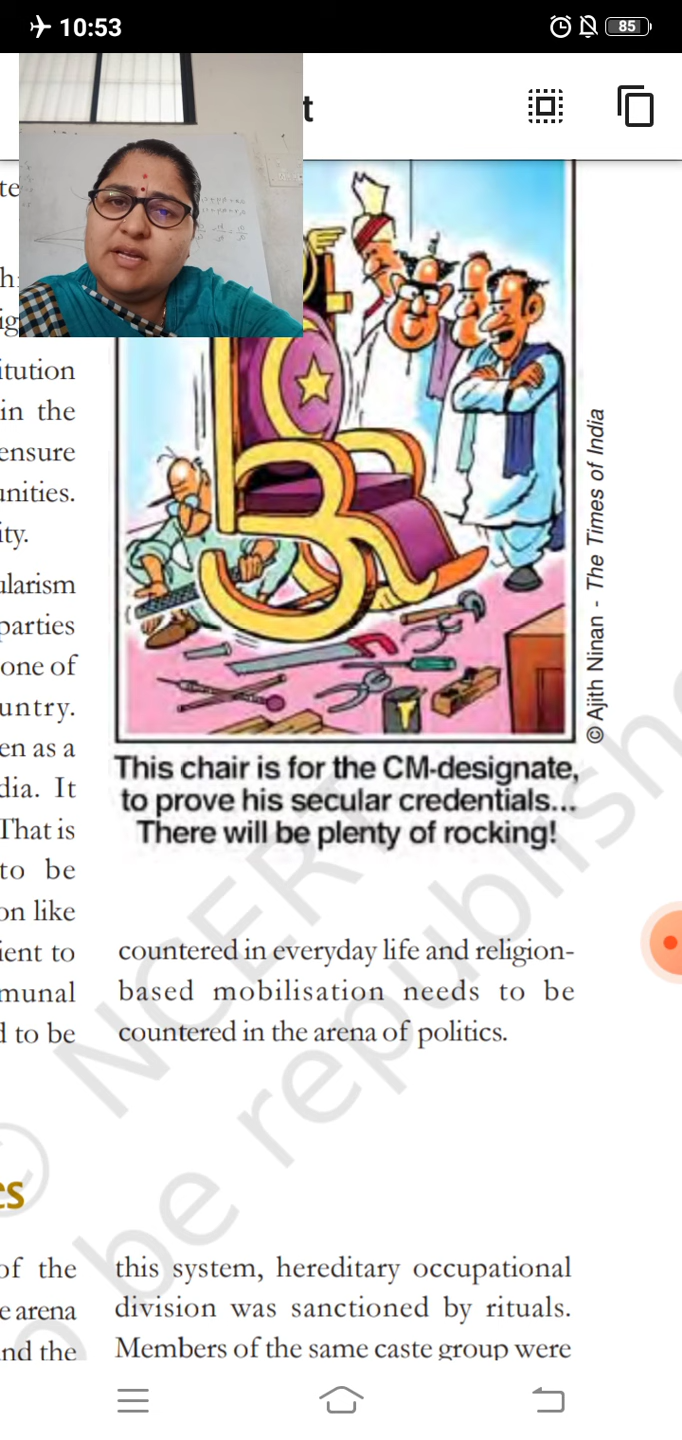 10:53
85
t
te
h
ig
itution
in the
ensure
unities.
ity.
ularism
parties
one of
untry.
en as a
dia. It
That is
to be
on like
ient to
munal
d to be
© Ajith Ninan - The Times of India
This chair is for the CM-designate,
to prove his secular credentials...
There will be plenty of rocking!
countered in everyday life and religion-
based mobilisation needs to be
countered in the arena of politics.
© NCERT
o be republishe
cs
of the
e arena
nd the
this system, hereditary occupational
division was sanctioned by rituals.
Members of the same caste group were